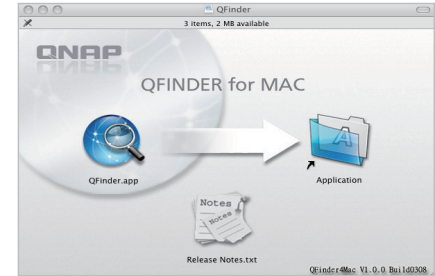 QFinder
3 items, 2 MB available
QNAP
QFINDER for MAC
QFinder.app
Application
Notes
Notes
Release Notes.txt
QFinder4Mac V1.0.0 Build0308